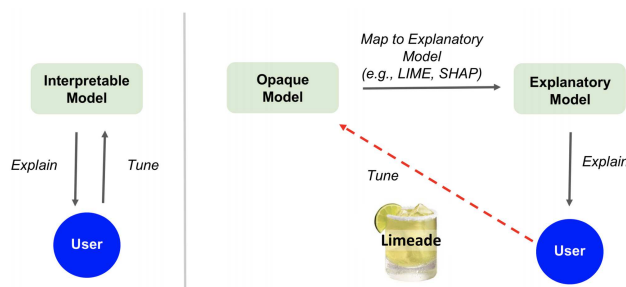 Interpretable
Model
Explain
Tune
User
Map to Explanatory
Model
(e.g., LIME, SHAP)
Opaque
Model
Explanatory
Model
Tune
Explain
Limeade
User